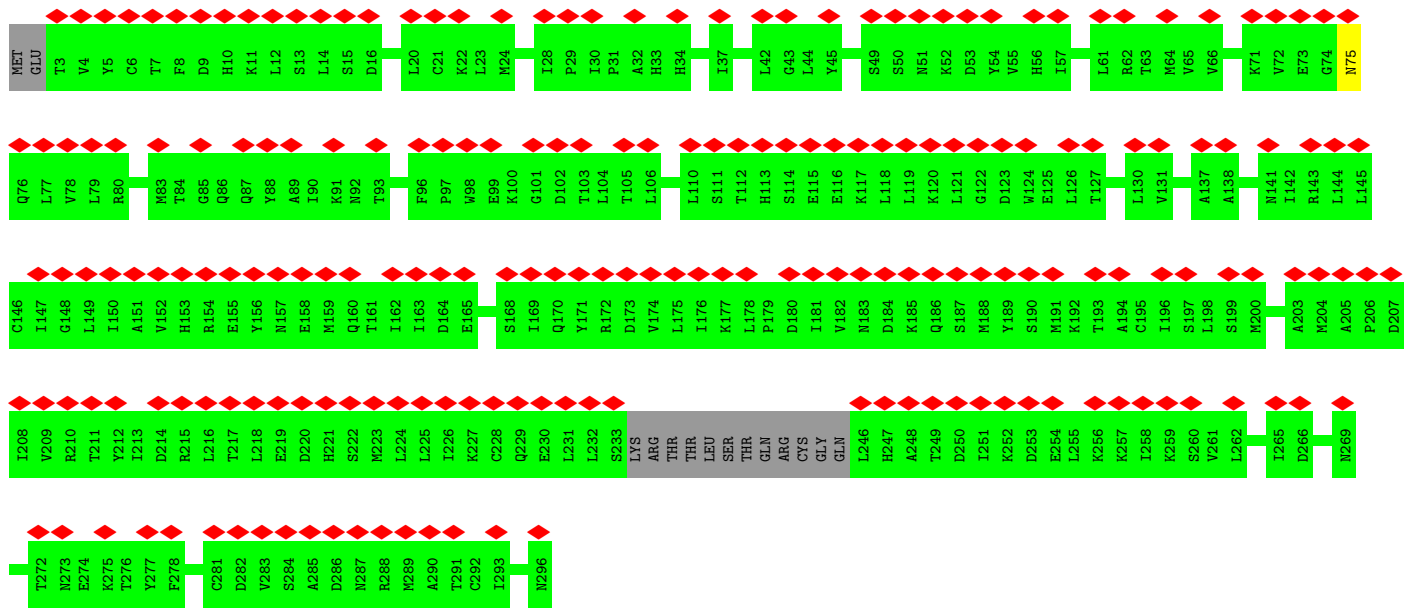 MET GLU T3 V4 Y5 C6 T7 F8 D9 H10 K11 L12 S13 L14 S15 D16 L20 C21 K22 L23 M24 I28 P29 I30 P31 A32 H33 H34 I37 L42 G43 L44 Y45 S49 S50 N51 K52 D53 Y54 V55 H56 I57 L61 R62 T63 M64 V65 V66 K71 V72 E73 G74 N75
Q76 L77 V78 L79 R80 M83 T84 G85 Q86 Q87 Y88 A89 I90 K91 N92 T93 F96 P97 W98 E99 K100 G101 D102 T103 L104 T105 L106 L110 S111 T112 H113 S114 E115 E116 K117 L118 L119 K120 L121 G122 D123 W124 E125 L126 T127 L130 V131 A137 A138 N141 I142 R143 L144 L145
C146 I147 G148 L149 I150 A151 V152 H153 R154 E155 Y156 N157 E158 M159 Q160 T161 I162 I163 D164 E165 S168 I169 Q170 Y171 R172 D173 V174 L175 I176 K177 L178 P179 D180 I181 V182 N183 D184 K185 Q186 S187 M188 Y189 S190 M191 K192 T193 A194 C195 I196 S197 L198 S199 M200 A203 M204 A205 P206 D207
I208 V209 R210 T211 Y212 I213 D214 R215 L216 T217 L218 E219 D220 H221 S222 M223 L224 L225 I226 K227 C228 Q229 E230 L231 L232 S233 LYS ARG THR THR LEU SER THR GLN ARG CYS GLY GLN L246 H247 A248 T249 D250 I251 K252 D253 E254 L255 K256 K257 I258 K259 S260 V261 L262 I265 D266 N269
T272 N273 E274 K275 T276 Y277 F278 C281 D282 V283 S284 A285 D286 N287 R288 M289 A290 T291 C292 I293 N296